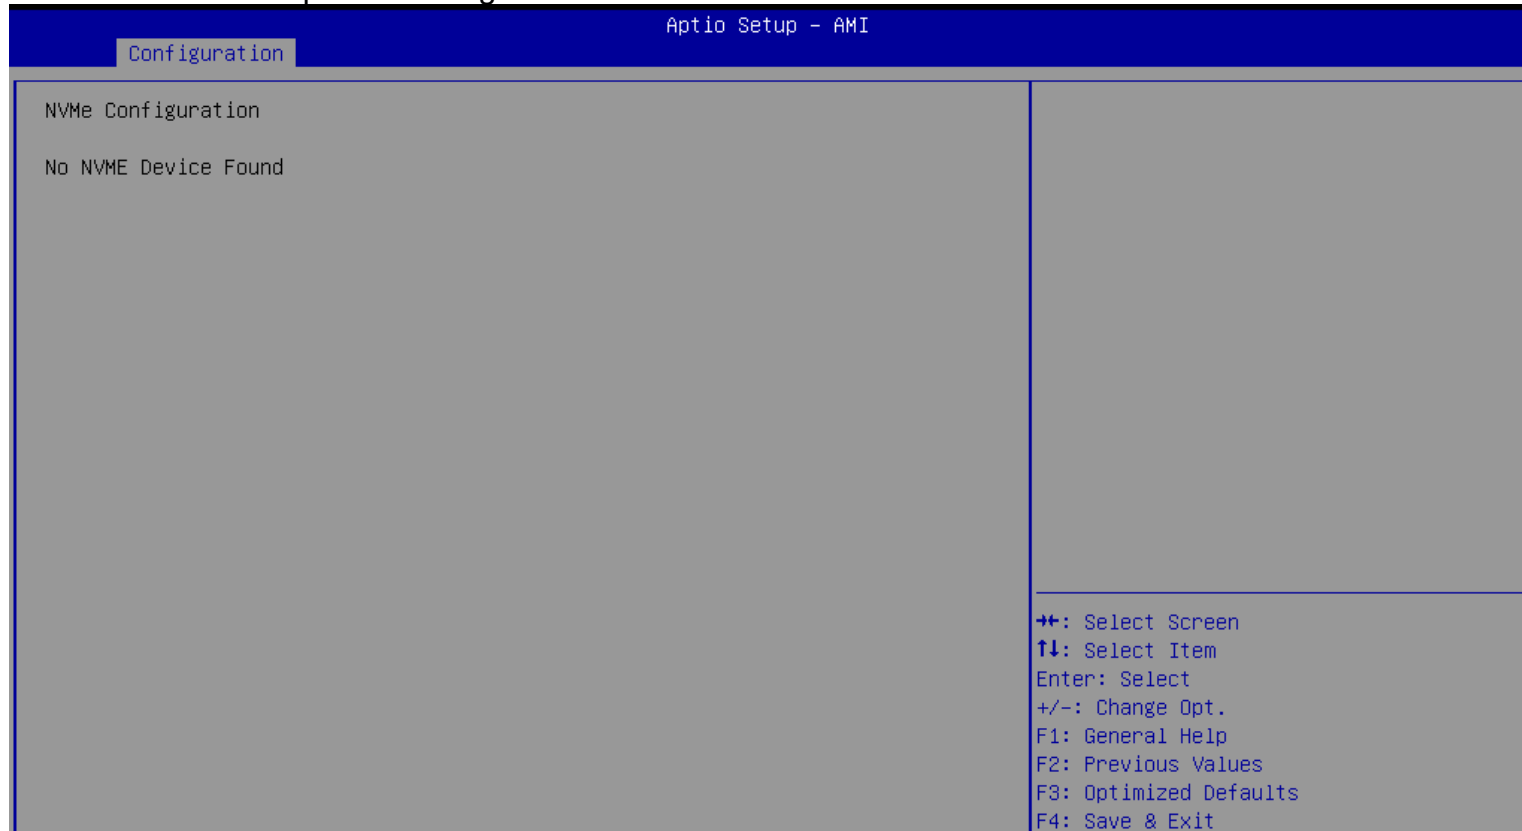 Aptio Setup – AMI
Configuration
NVMe Configuration
No NVME Device Found
→←: Select Screen
↑↓: Select Item
Enter: Select
+/-: Change Opt.
F1: General Help
F2: Previous Values
F3: Optimized Defaults
F4: Save & Exit